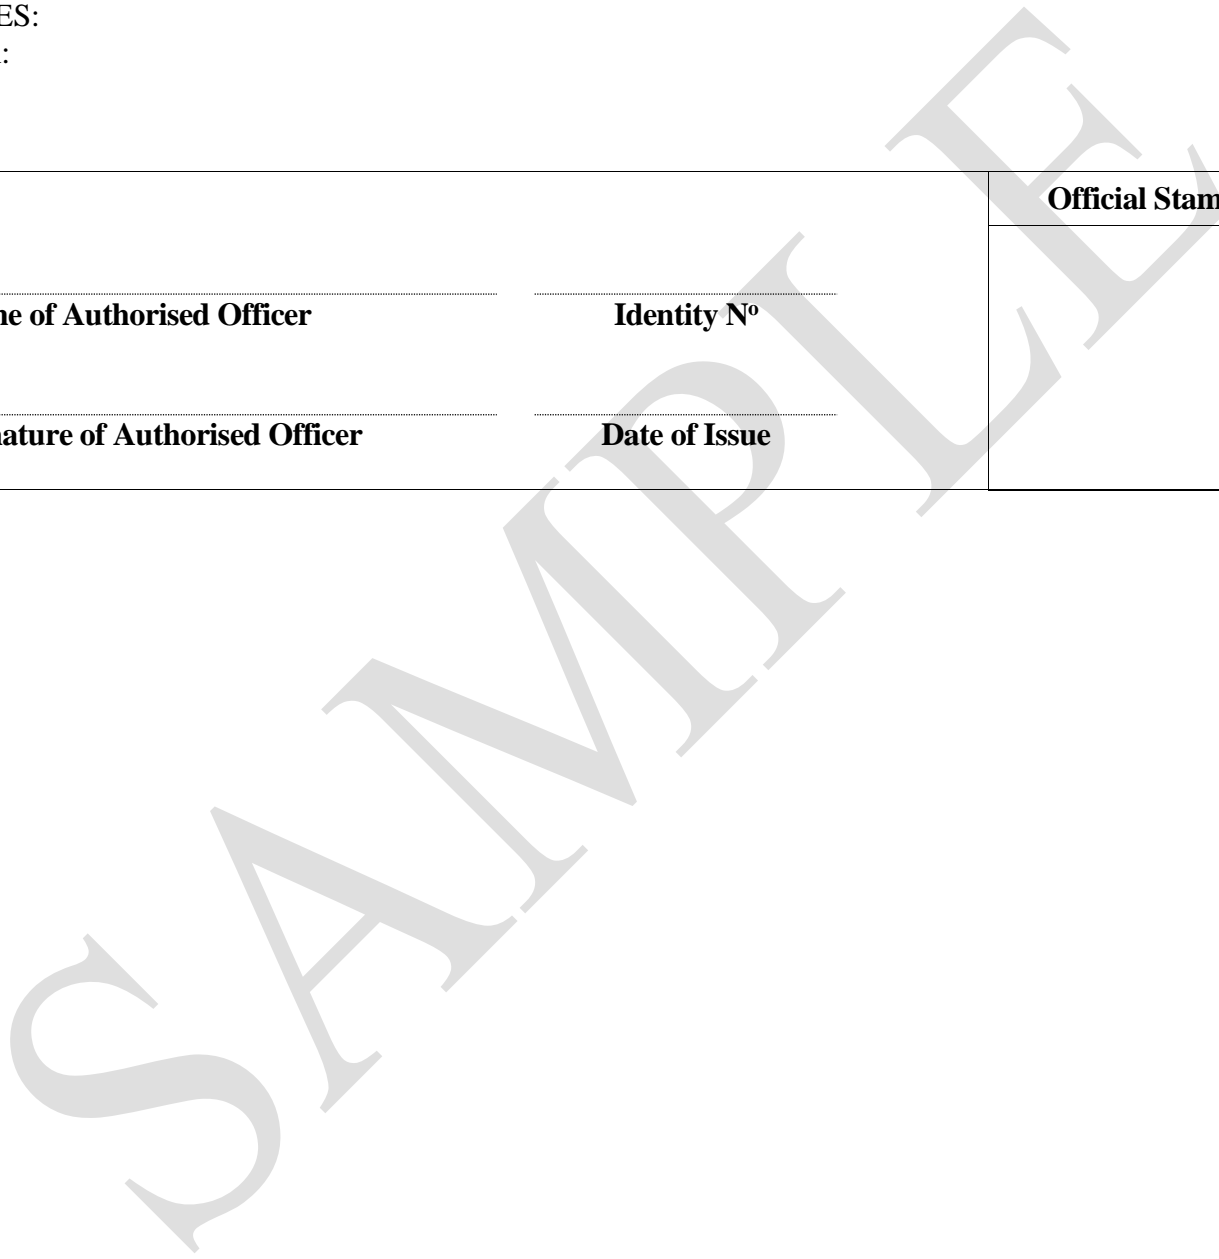 ES:
:
Official Stam
ne of Authorised Officer Identity Nº
nature of Authorised Officer Date of Issue
SAMPLE